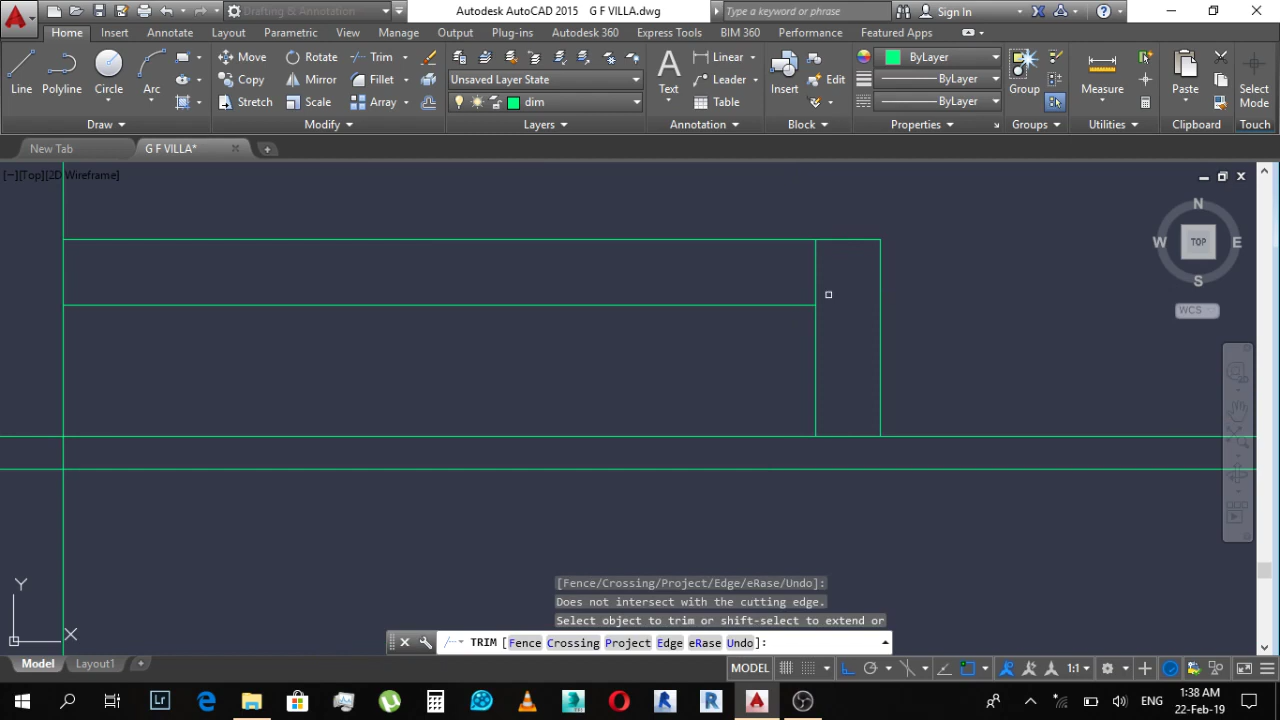 Drafting & Annotation
Autodesk AutoCAD 2015 G F VILLA.dwg
Type a keyword or phrase
Sign In
Home Insert Annotate Layout Parametric View Manage Output Plug-ins Autodesk 360 Express Tools BIM 360 Performance Featured Apps
Line
Polyline
Circle
Arc
Move
Rotate
Trim
Copy
Mirror
Fillet
Stretch
Scale
Array
Unsaved Layer State
dim
Text
Linear
Leader
Table
Insert
Edit
ByLayer
ByLayer
ByLayer
Group
Measure
Paste
Select
Mode
Draw
Modify
Layers
Annotation
Block
Properties
Groups
Utilities
Clipboard
Touch
New Tab
G F VILLA*
[−][Top][2D Wireframe]
N
W
TOP
E
S
WCS
Y
X
[Fence/Crossing/Project/Edge/eRase/Undo]:
Does not intersect with the cutting edge.
Select object to trim or shift-select to extend or
TRIM [Fence Crossing Project Edge eRase Undo]:
Model
Layout1
MODEL
1:1
Lr
ENG
1:38 AM
22-Feb-19